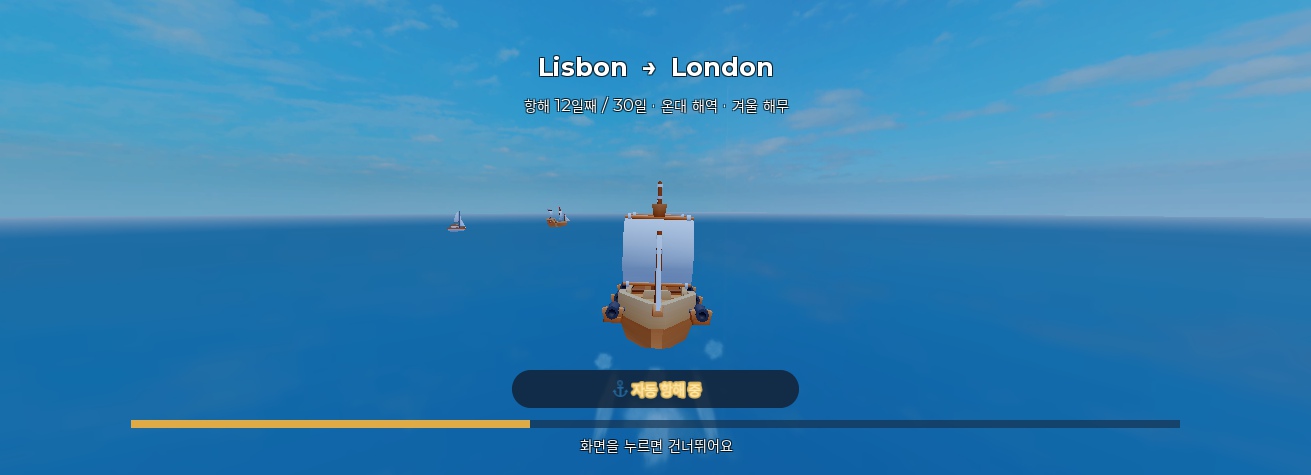 Lisbon → London
항해 12일째 / 30일 · 온대 해역 · 겨울 해무
⚓ 자동 항해 중
화면을 누르면 건너뛰어요